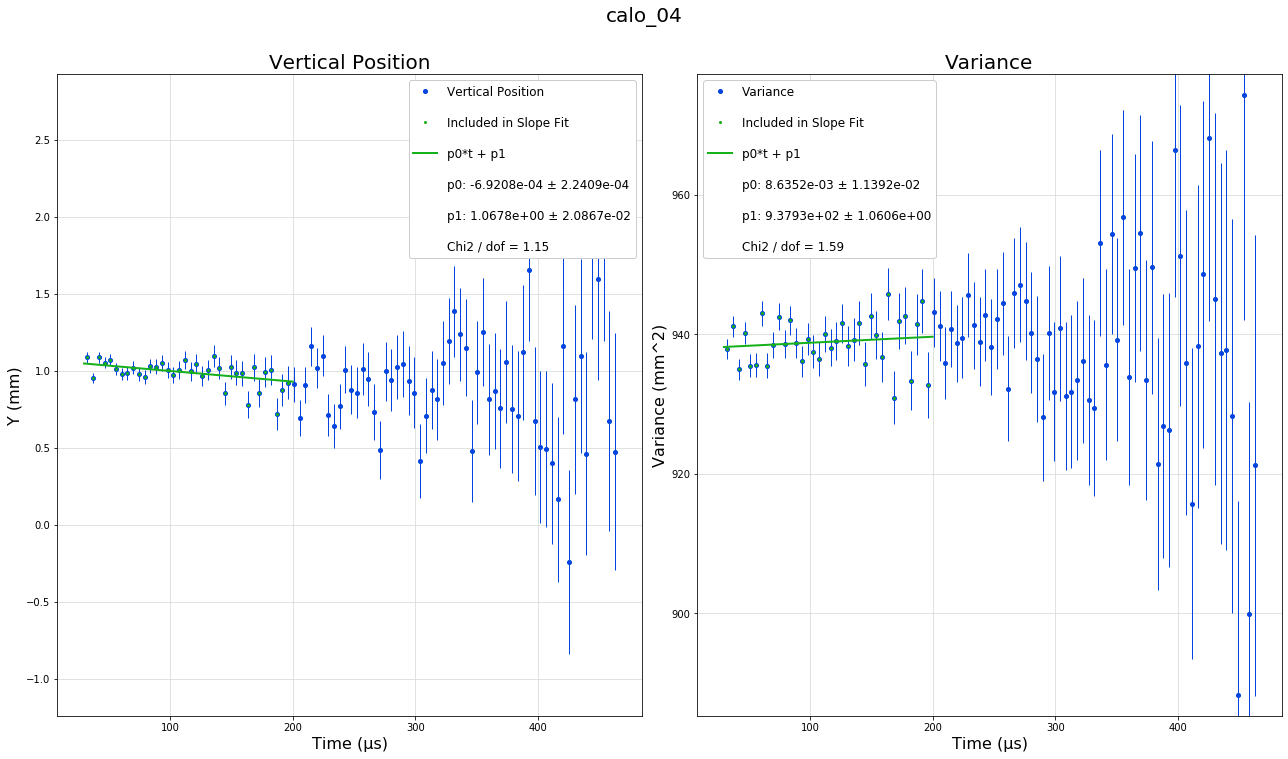 calo_04
Vertical Position
Vertical Position
Included in Slope Fit
p0*t + p1
p0: -6.9208e-04 ± 2.2409e-04
p1: 1.0678e+00 ± 2.0867e-02
Chi2 / dof = 1.15
2.5
2.0
1.5
1.0
0.5
0.0
−0.5
−1.0
Y (mm)
100 200 300 400
Time (μs)
Variance
Variance
Included in Slope Fit
p0*t + p1
p0: 8.6352e-03 ± 1.1392e-02
p1: 9.3793e+02 ± 1.0606e+00
Chi2 / dof = 1.59
960
940
920
900
Variance (mm^2)
100 200 300 400
Time (μs)